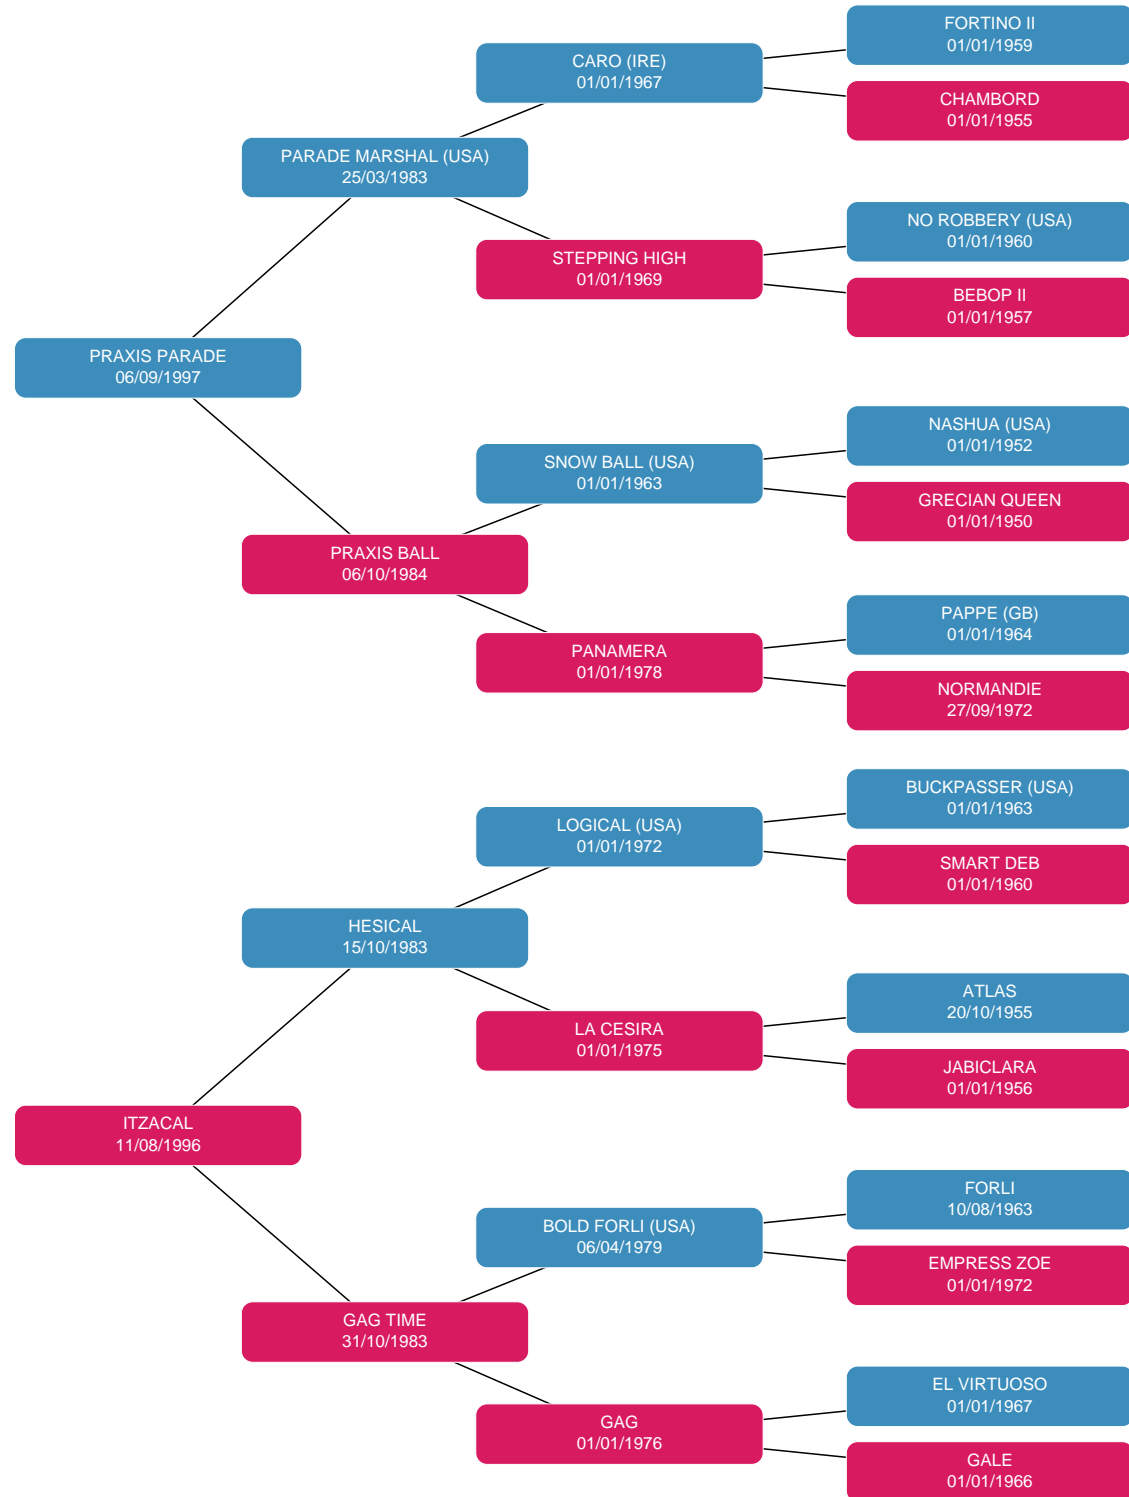 FORTINO II
01/01/1959
CARO (IRE)
01/01/1967
CHAMBORD
01/01/1955
PARADE MARSHAL (USA)
25/03/1983
NO ROBBERY (USA)
01/01/1960
STEPPING HIGH
01/01/1969
BEBOP II
01/01/1957
PRAXIS PARADE
06/09/1997
NASHUA (USA)
01/01/1952
SNOW BALL (USA)
01/01/1963
GRECIAN QUEEN
01/01/1950
PRAXIS BALL
06/10/1984
PAPPE (GB)
01/01/1964
PANAMERA
01/01/1978
NORMANDIE
27/09/1972
BUCKPASSER (USA)
01/01/1963
LOGICAL (USA)
01/01/1972
SMART DEB
01/01/1960
HESICAL
15/10/1983
ATLAS
20/10/1955
LA CESIRA
01/01/1975
JABICLARA
01/01/1956
ITZACAL
11/08/1996
FORLI
10/08/1963
BOLD FORLI (USA)
06/04/1979
EMPRESS ZOE
01/01/1972
GAG TIME
31/10/1983
EL VIRTUOSO
01/01/1967
GAG
01/01/1976
GALE
01/01/1966